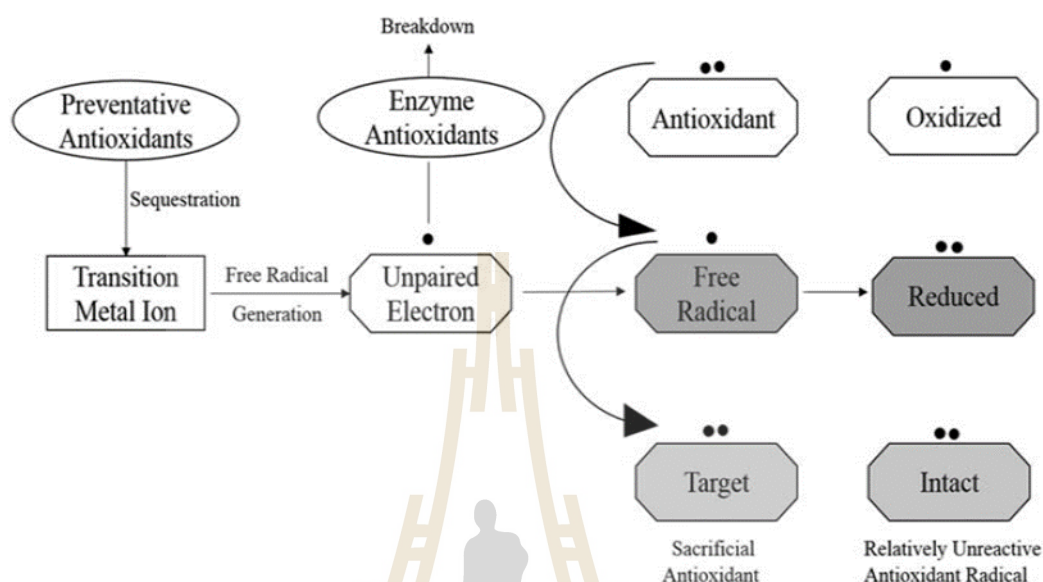 Breakdown
Preventative
Antioxidants
Enzyme
Antioxidants
Antioxidant
Oxidized
Sequestration
Transition
Metal Ion
Free Radical
Generation
Unpaired
Electron
Free
Radical
Reduced
Target
Intact
Sacrificial
Antioxidant
Relatively Unreactive
Antioxidant Radical